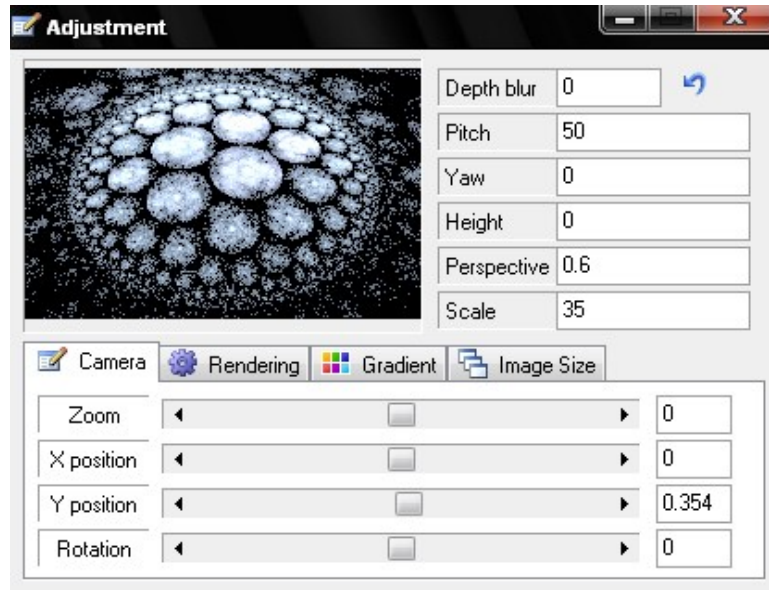 Adjustment
Depth blur 0
Pitch 50
Yaw 0
Height 0
Perspective 0.6
Scale 35
Camera Rendering Gradient Image Size
Zoom 0
X position 0
Y position 0.354
Rotation 0